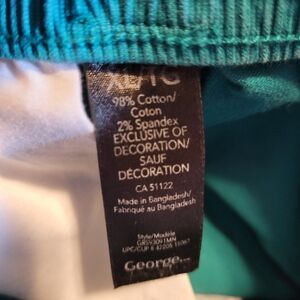 XL/TG
98% Cotton/
Coton
2% Spandex
EXCLUSIVE OF
DECORATION/
SAUF
DÉCORATION
CA 51122
Made in Bangladesh/
Fabriqué au Bangladesh
Style/Modèle
George